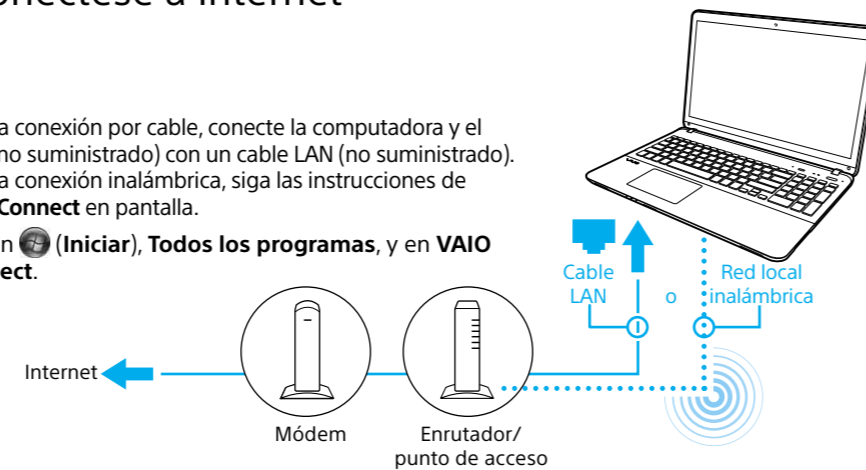 onéctese a Internet
a conexión por cable, conecte la computadora y el
no suministrado) con un cable LAN (no suministrado).
a conexión inalámbrica, siga las instrucciones de
Connect en pantalla.
n (Iniciar), Todos los programas, y en VAIO
ect.
Cable
LAN
o
Red local
inalámbrica
Internet
Módem
Enrutador/
punto de acceso